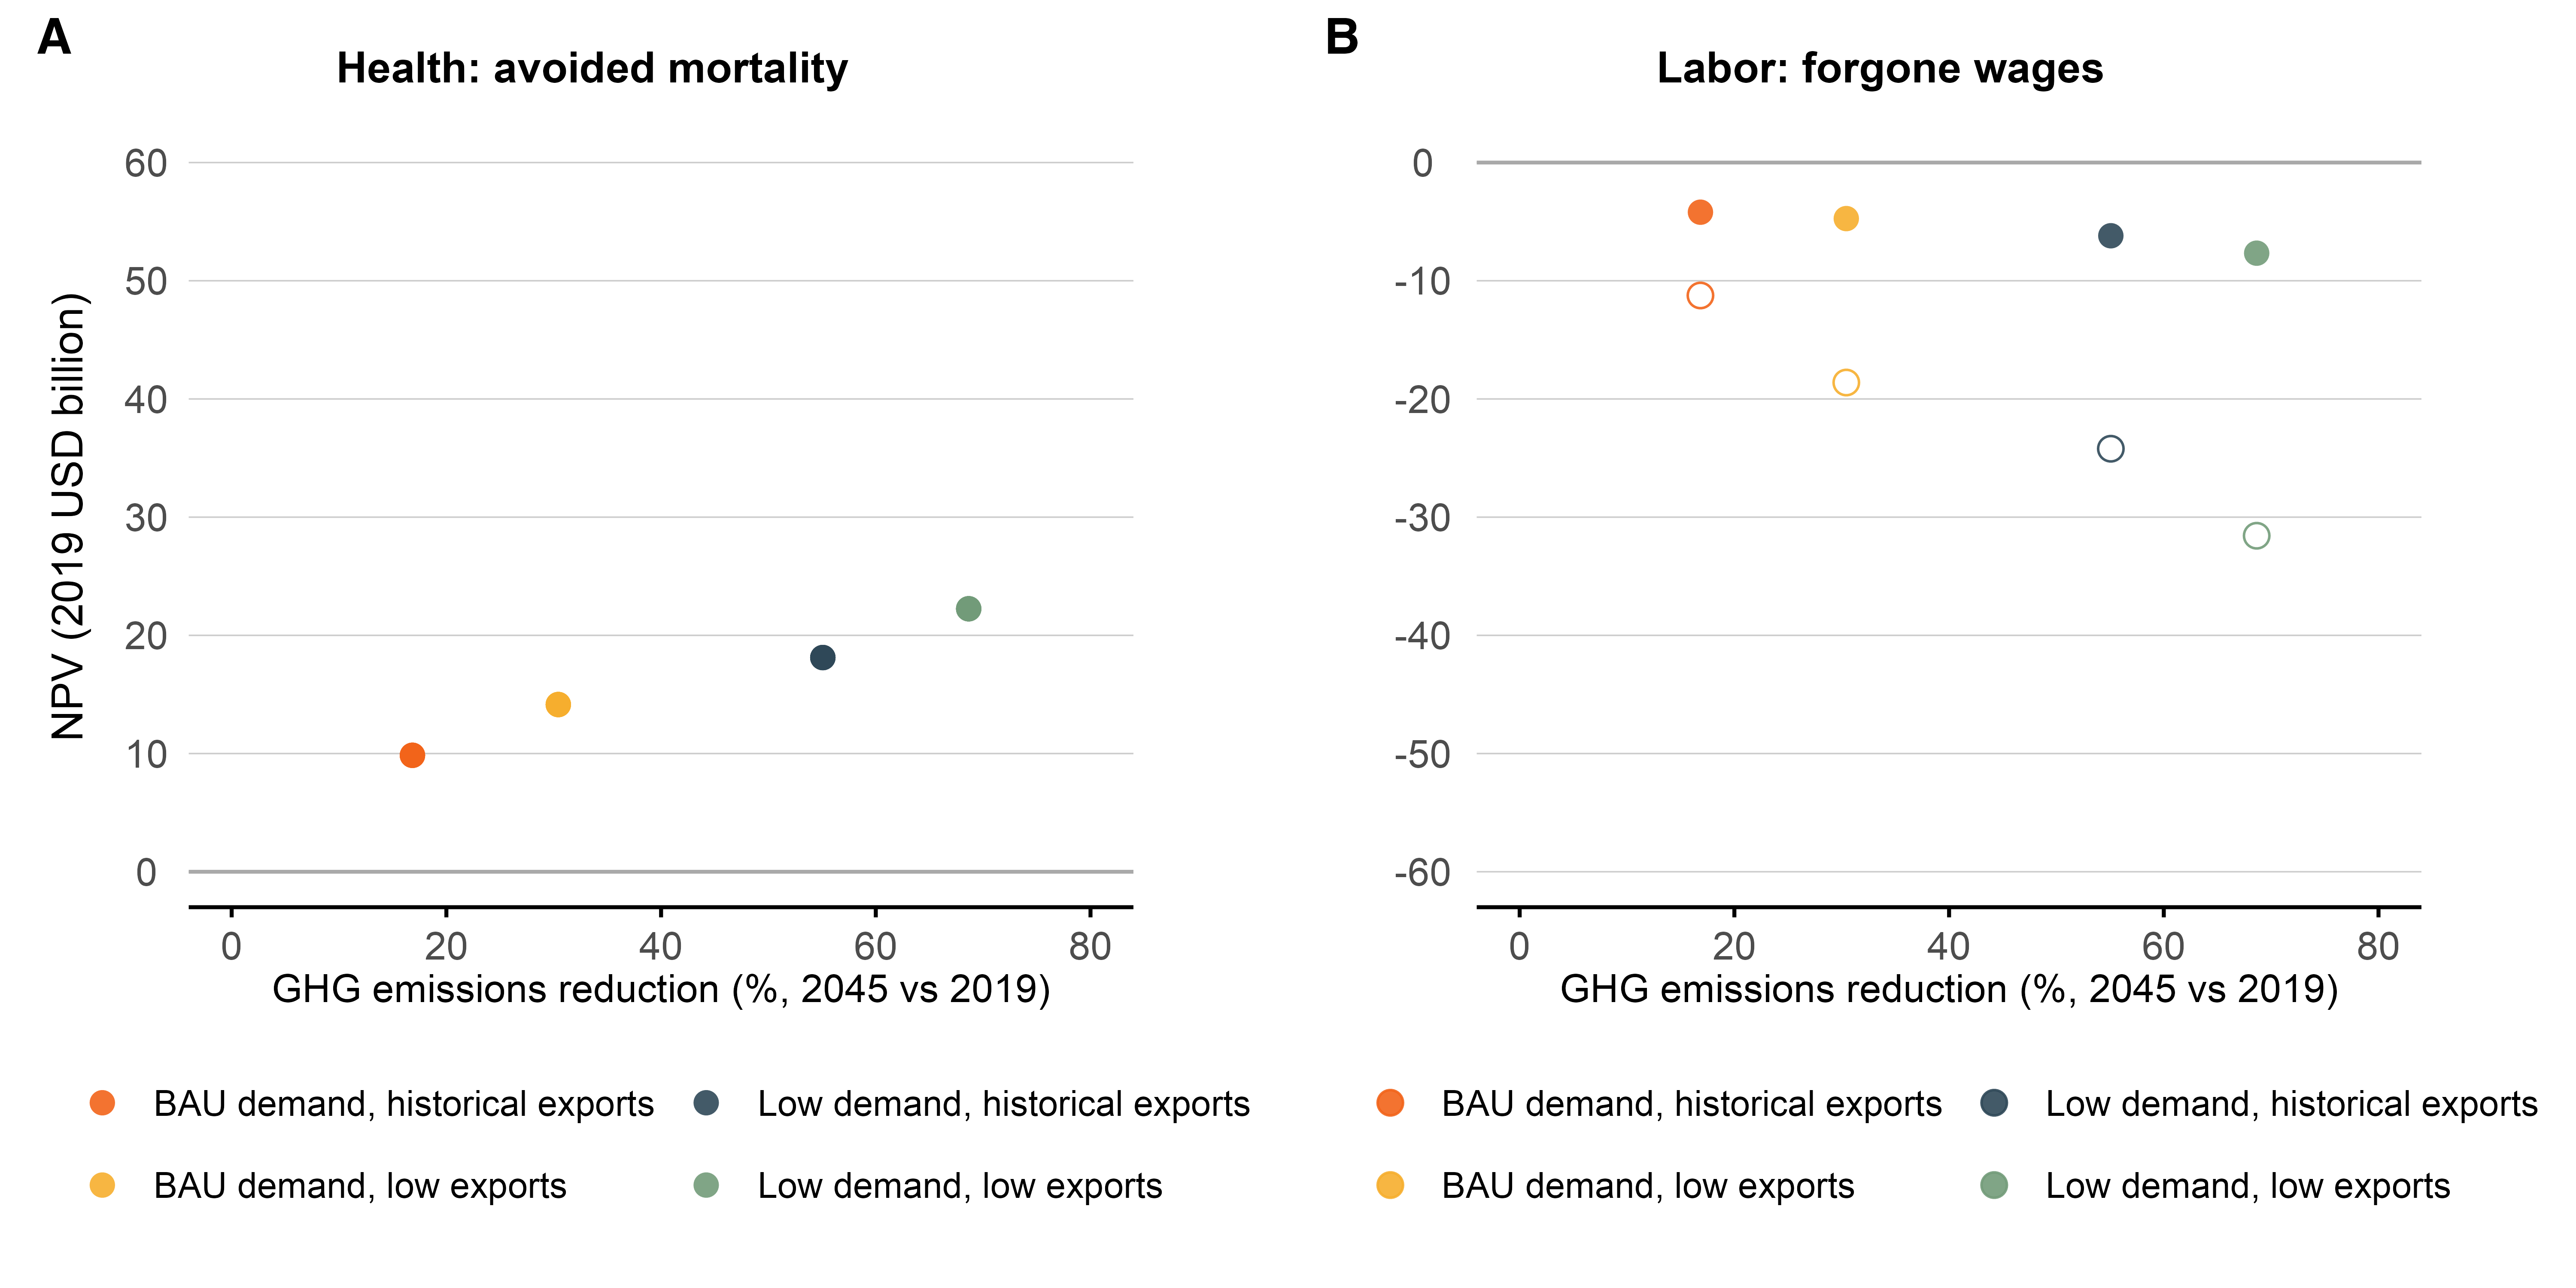 A
Health: avoided mortality
NPV (2019 USD billion)
60
50
40
30
20
10
0
0 20 40 60 80
GHG emissions reduction (%, 2045 vs 2019)
BAU demand, historical exports
Low demand, historical exports
BAU demand, low exports
Low demand, low exports
B
Labor: forgone wages
0
-10
-20
-30
-40
-50
-60
0 20 40 60 80
GHG emissions reduction (%, 2045 vs 2019)
BAU demand, historical exports
Low demand, historical exports
BAU demand, low exports
Low demand, low exports